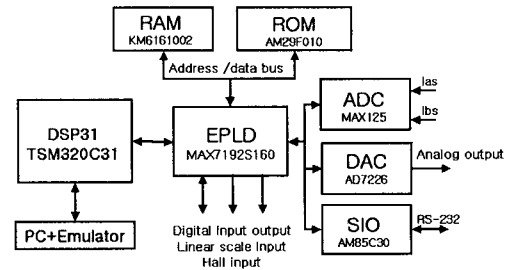 RAM
KM6161002
ROM
AM29F010
Address /data bus
DSP31
TSM320C31
EPLD
MAX7192S160
ADC
MAX125
Ias
Ibs
DAC
AD7226
Analog output
SIO
AM85C30
RS-232
PC+Emulator
Digital Input output
Linear scale Input
Hall input